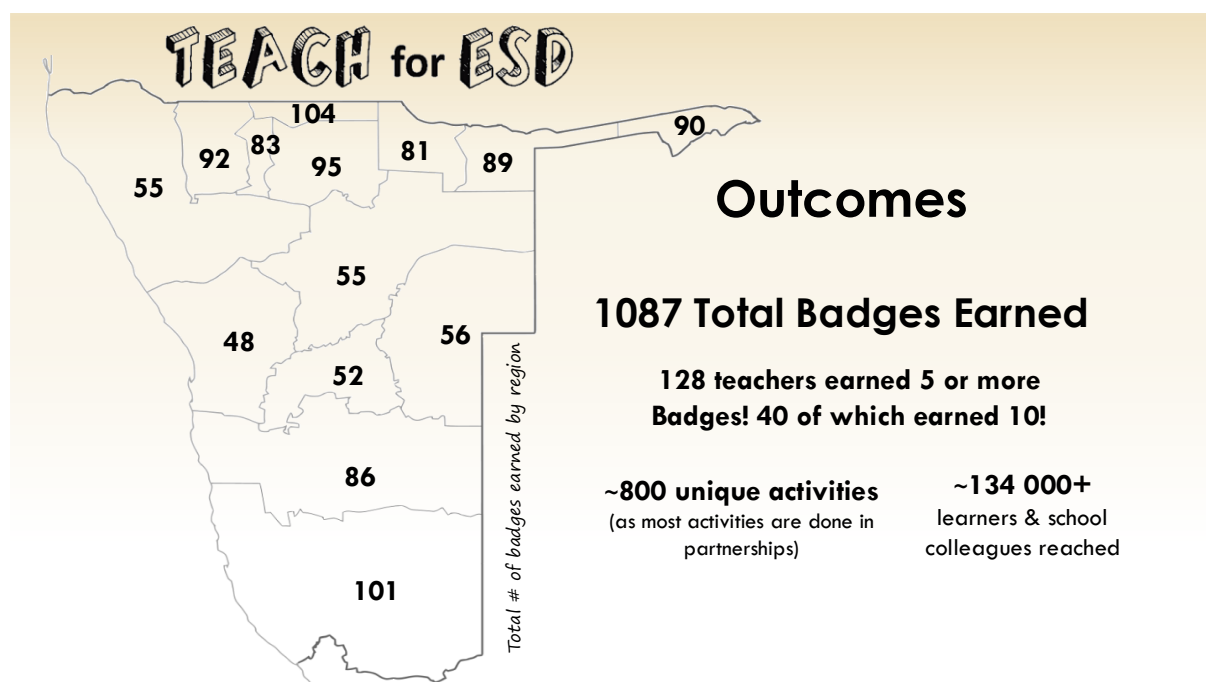 TEACH for ESD
104
90
92
83
95
81
89
55
Outcomes
55
1087 Total Badges Earned
48
56
52
128 teachers earned 5 or more
Badges! 40 of which earned 10!
86
~800 unique activities
(as most activities are done in
partnerships)
~134 000+
learners & school
colleagues reached
101
Total # of badges earned by region